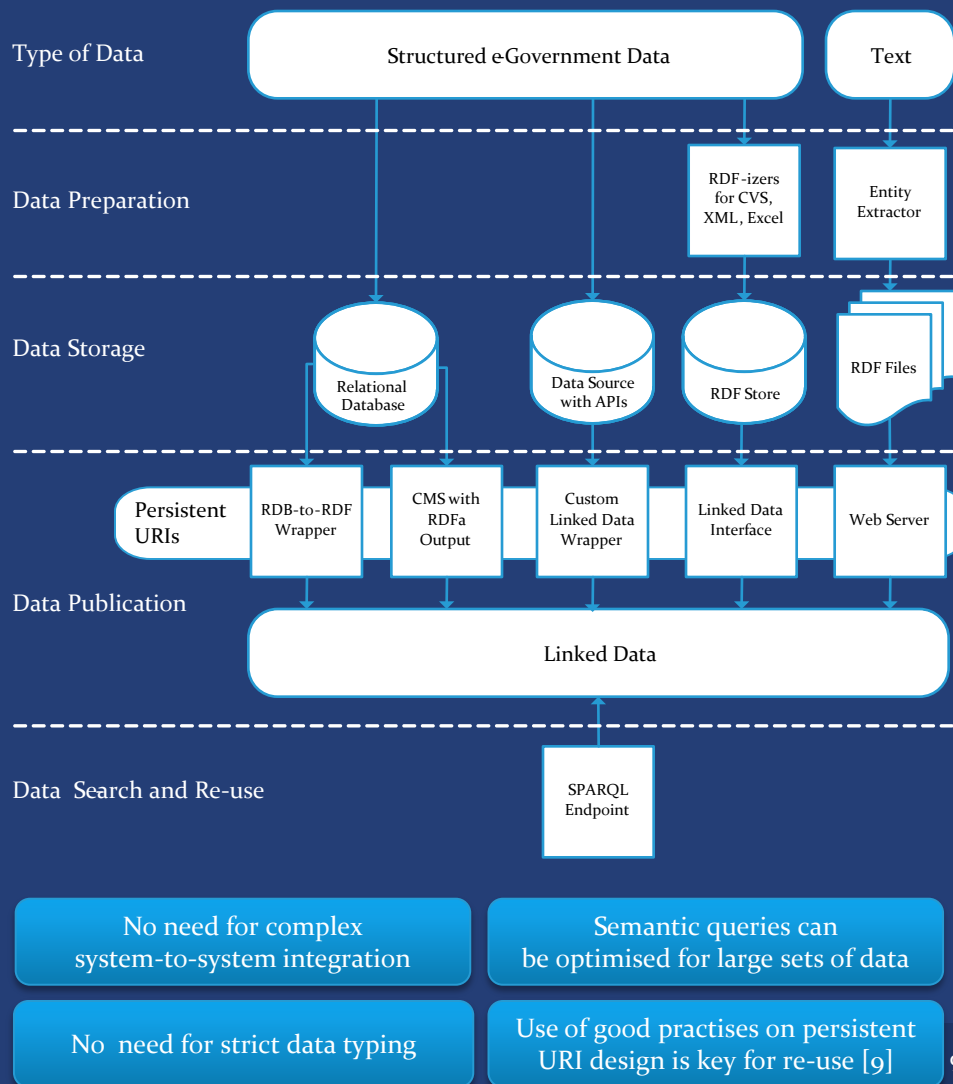 Type of Data
Structured e-Government Data
Text
Data Preparation
RDF-izers
for CVS,
XML, Excel
Entity
Extractor
Data Storage
Relational
Database
Data Source
with APIs
RDF Store
RDF Files
Persistent
URIs
RDB-to-RDF
Wrapper
CMS with
RDFa
Output
Custom
Linked Data
Wrapper
Linked Data
Interface
Web Server
Data Publication
Linked Data
Data Search and Re-use
SPARQL
Endpoint
No need for complex
system-to-system integration
Semantic queries can
be optimised for large sets of data
No need for strict data typing
Use of good practises on persistent
URI design is key for re-use [9]